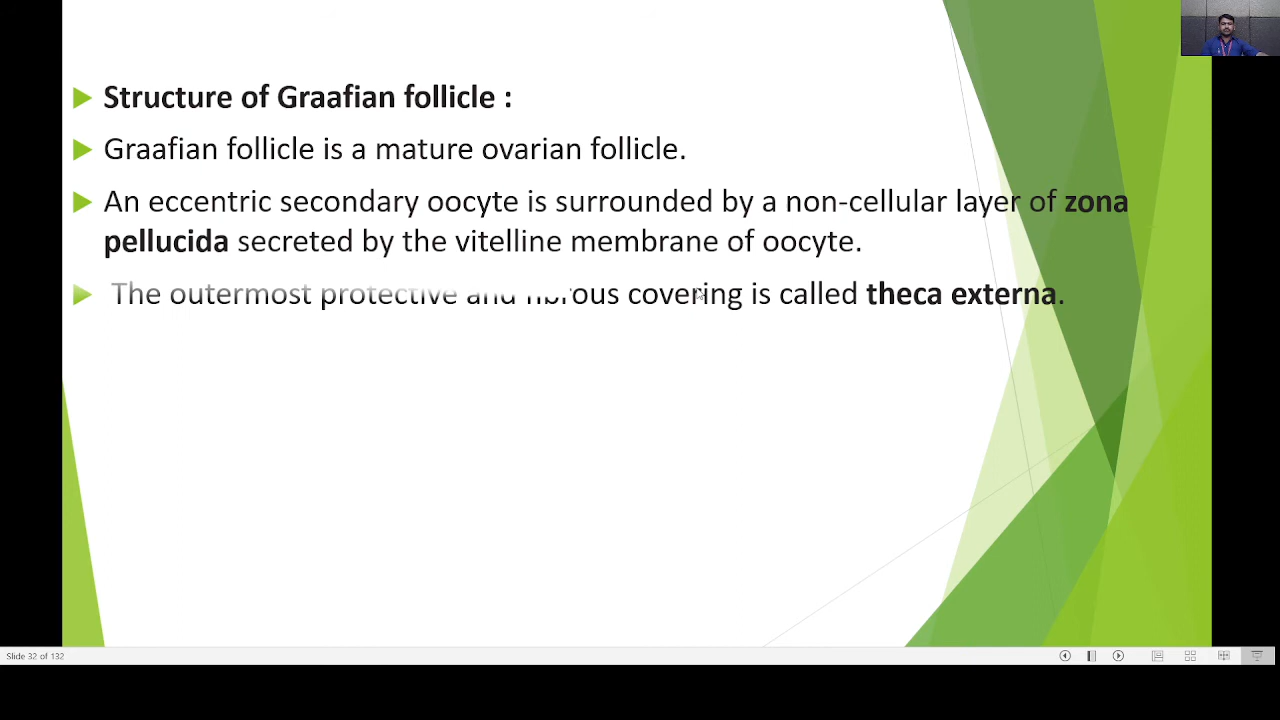 Structure of Graafian follicle :
Graafian follicle is a mature ovarian follicle.
An eccentric secondary oocyte is surrounded by a non-cellular layer of zona
pellucida secreted by the vitelline membrane of oocyte.
The outermost protective and fibrous covering is called theca externa.
Slide 32 of 132